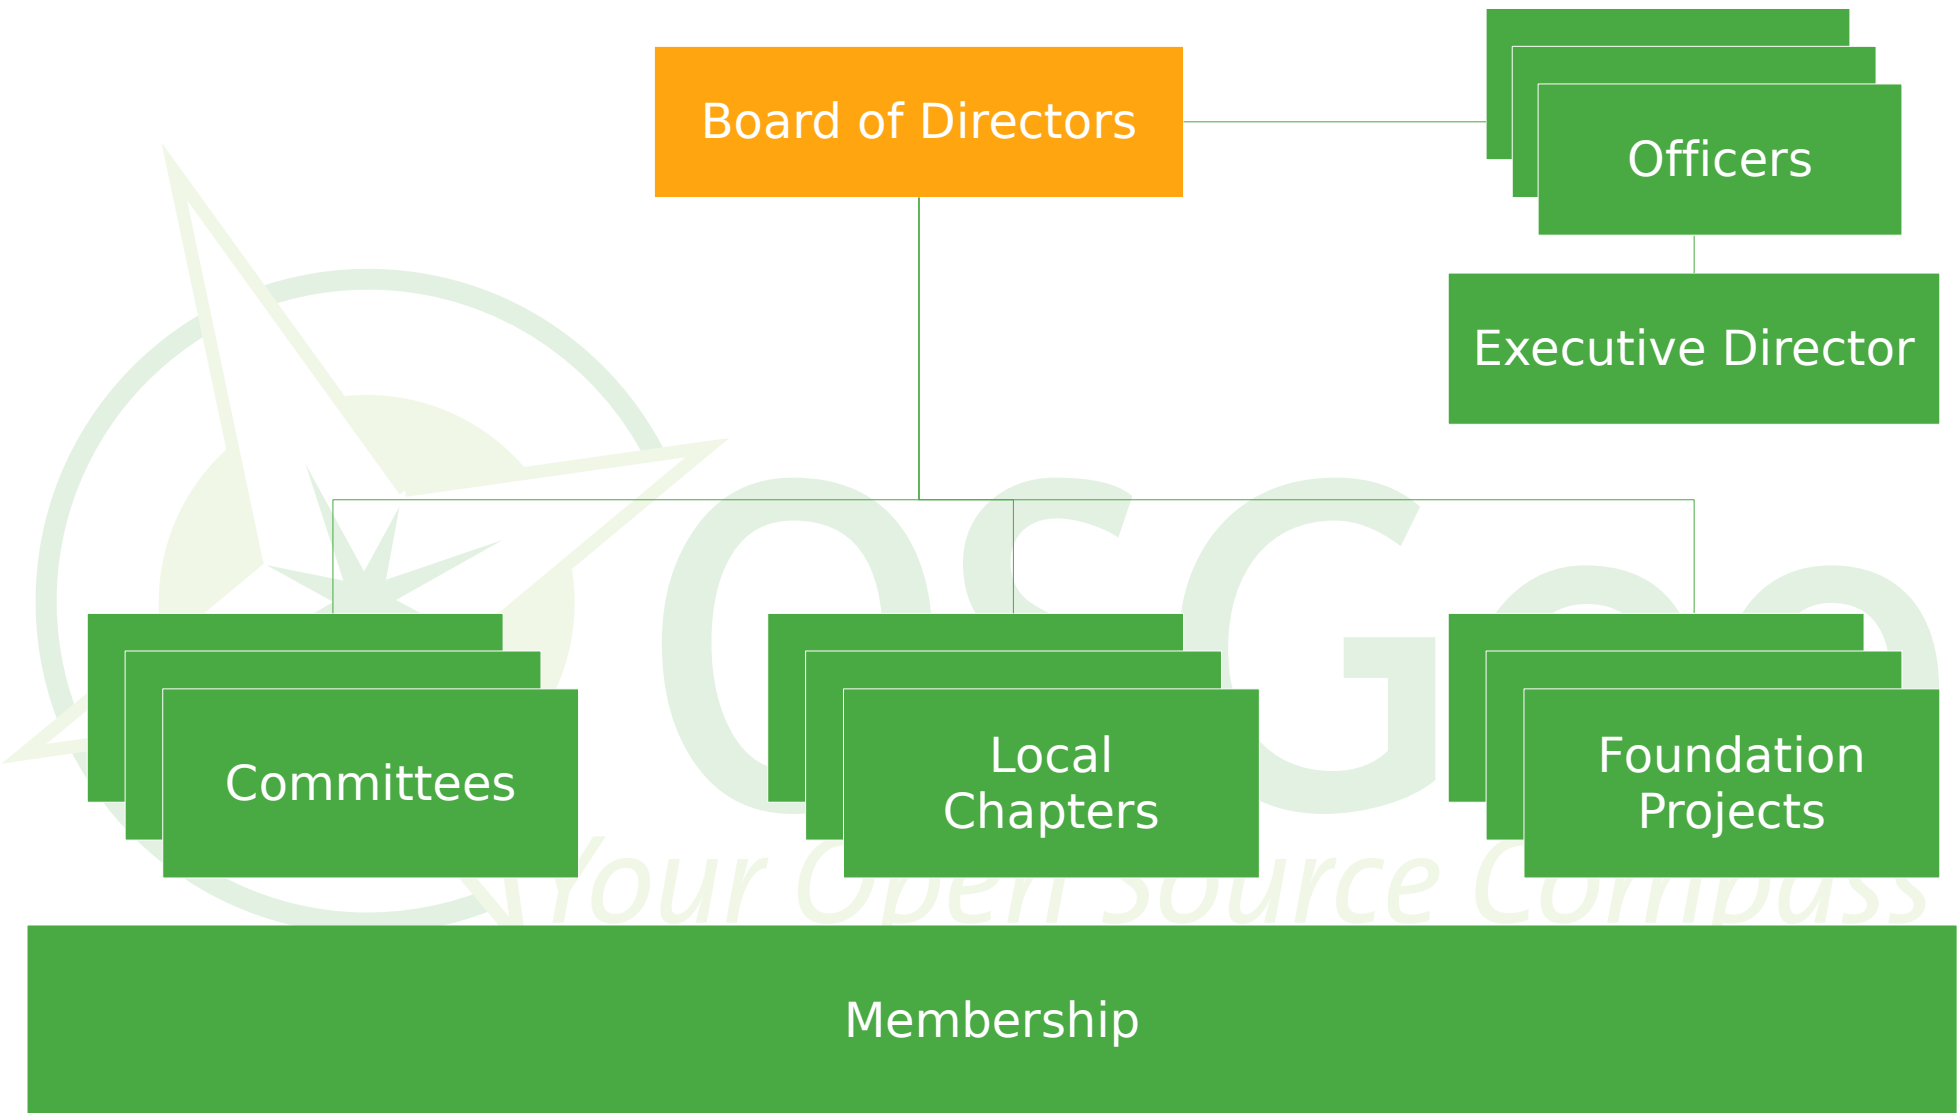 Board of Directors
Officers
Executive Director
OSGeo
Committees
Local
Chapters
Foundation
Projects
Your Open Source Compass
Membership